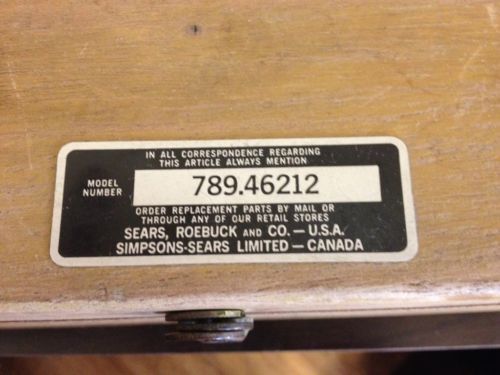 IN ALL CORRESPONDENCE REGARDING
THIS ARTICLE ALWAYS MENTION
MODEL
NUMBER
789.46212
ORDER REPLACEMENT PARTS BY MAIL OR
THROUGH ANY OF OUR RETAIL STORES
SEARS, ROEBUCK AND CO. — U.S.A.
SIMPSONS-SEARS LIMITED — CANADA